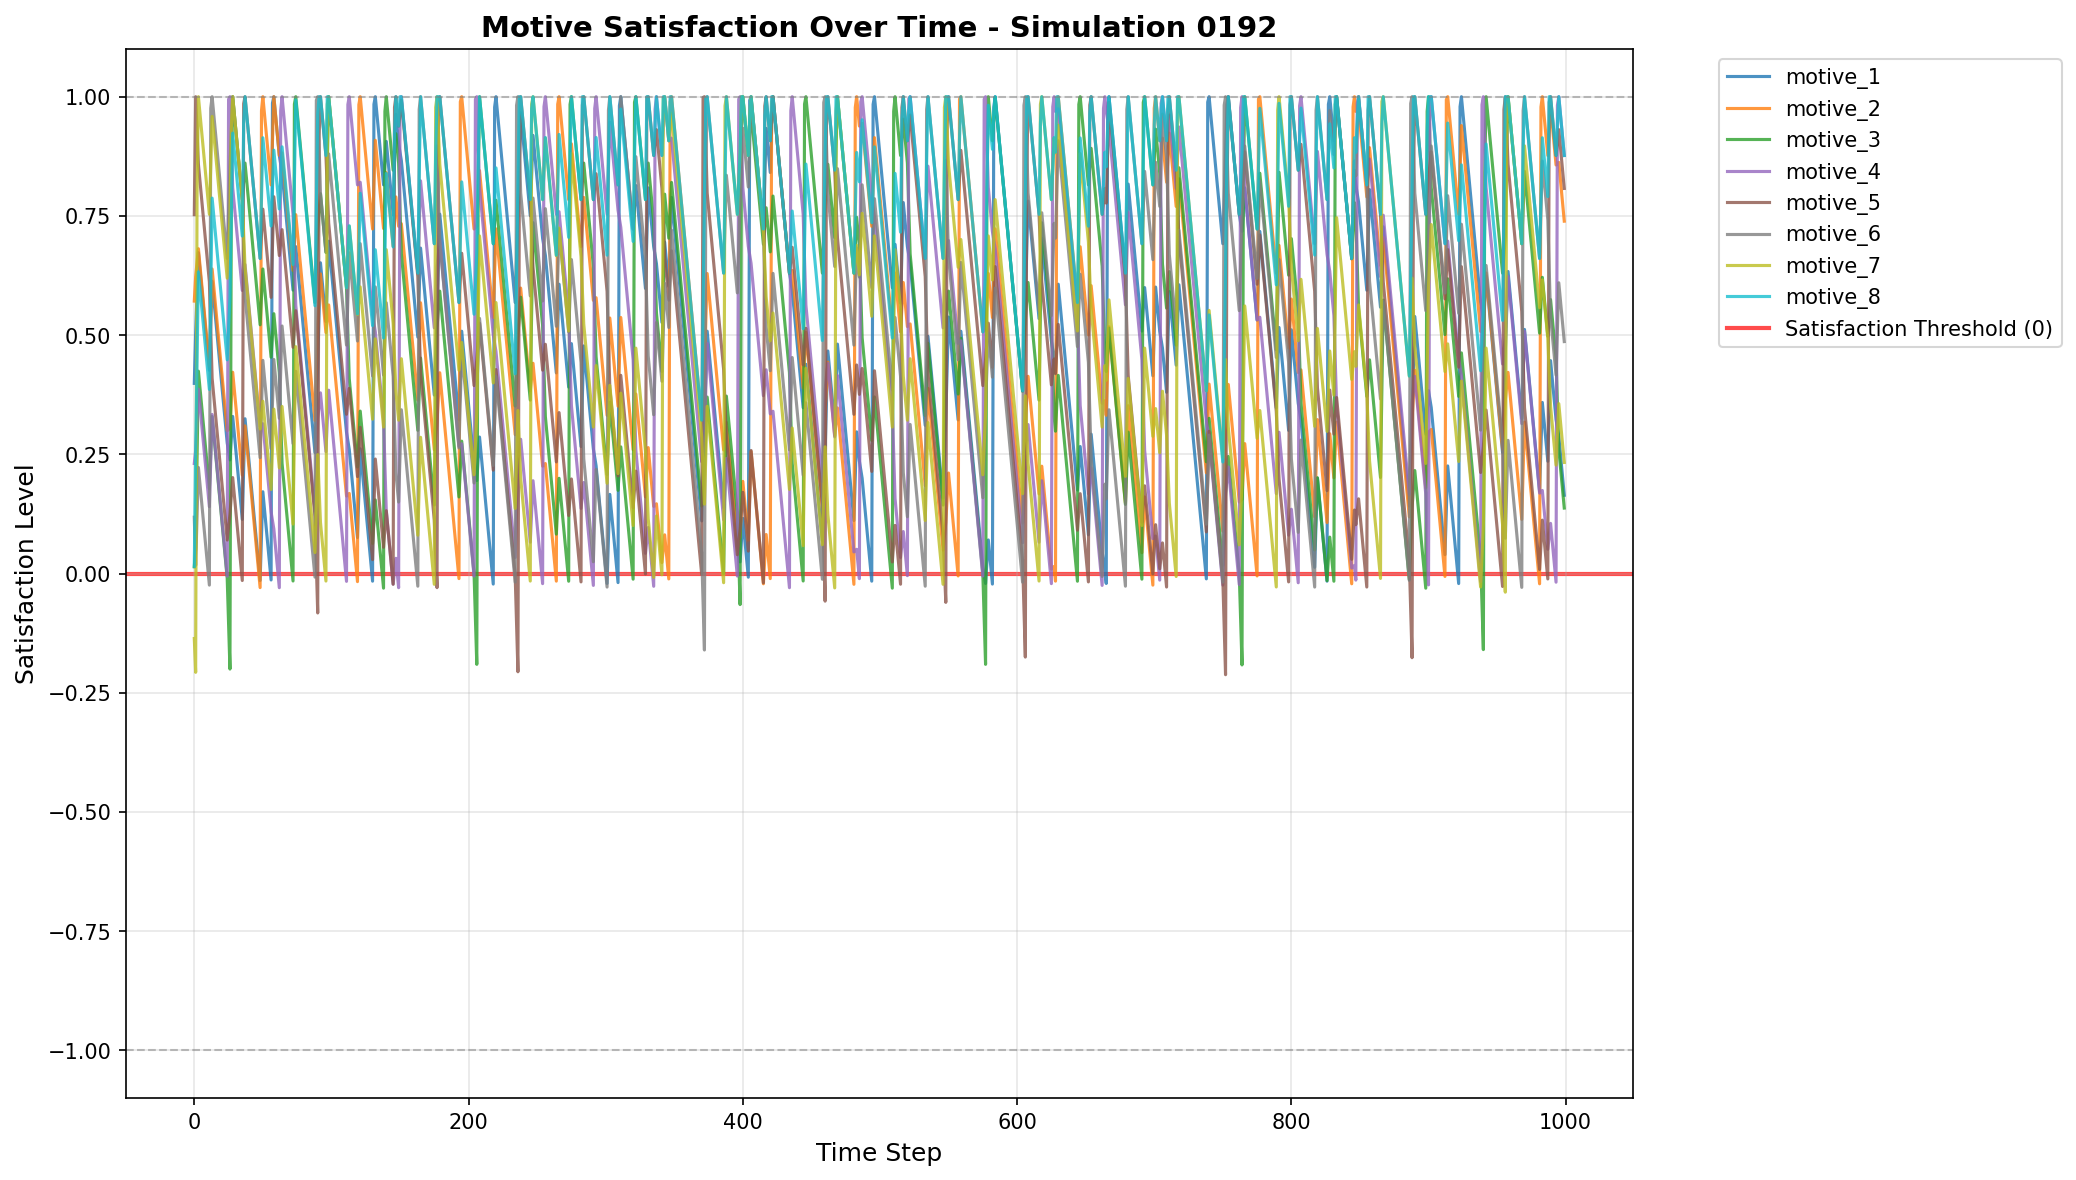 Motive Satisfaction Over Time - Simulation 0192
1.00
0.75
0.50
0.25
0.00
−0.25
−0.50
−0.75
−1.00
Satisfaction Level
0
200
400
600
800
1000
Time Step
motive_1
motive_2
motive_3
motive_4
motive_5
motive_6
motive_7
motive_8
Satisfaction Threshold (0)